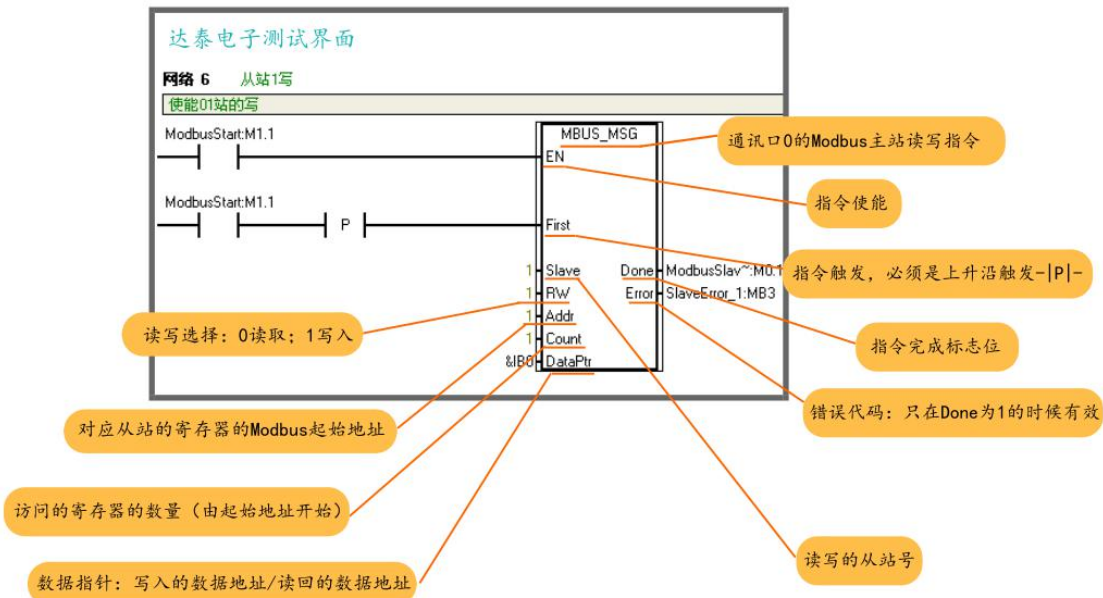 达泰电子测试界面
网络 6 从站1写
使能01站的写
ModbusStart:M1.1
MBUS_MSG
EN
通讯口0的Modbus主站读写指令
指令使能
ModbusStart:M1.1
P
First
指令触发，必须是上升沿触发-|P|-
1 Slave Done ModbusSlav~:M0.1
1 RW Error SlaveError_1:MB3
1 Addr
1 Count
&IB0 DataPtr
读写选择：0读取；1写入
指令完成标志位
错误代码：只在Done为1的时候有效
对应从站的寄存器的Modbus起始地址
访问的寄存器的数量（由起始地址开始）
读写的从站号
数据指针：写入的数据地址/读回的数据地址